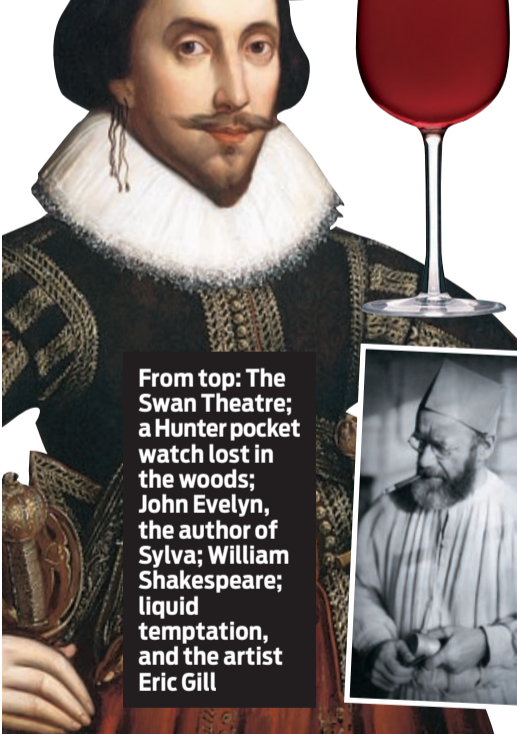 From top: The
Swan Theatre;
a Hunter pocket
watch lost in
the woods;
John Evelyn,
the author of
Sylva; William
Shakespeare;
liquid
temptation,
and the artist
Eric Gill